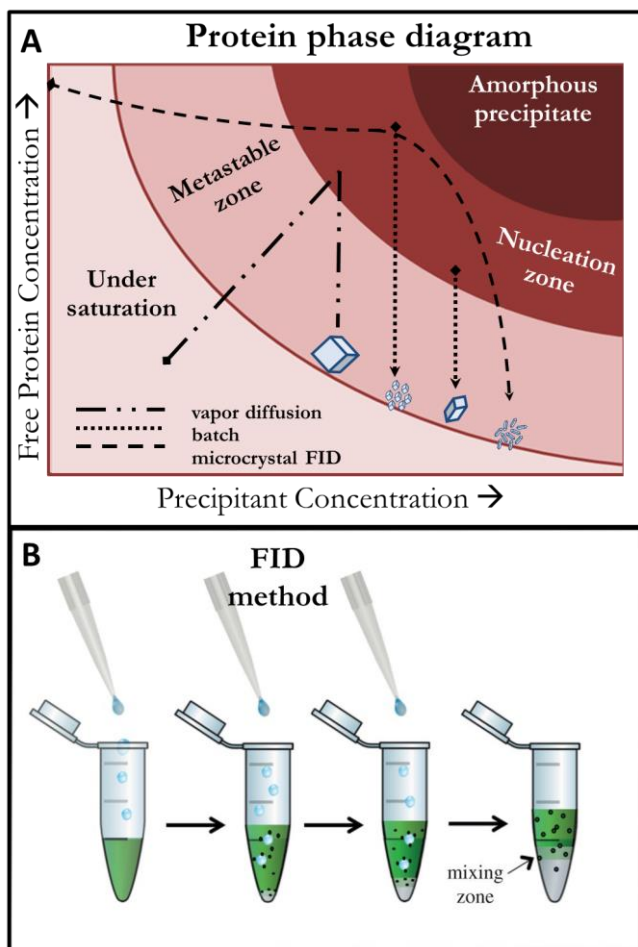 A
Protein phase diagram
Free Protein Concentration →
Amorphous
precipitate
Metastable
zone
Nucleation
zone
Under
saturation
vapor diffusion
batch
microcrystal FID
Precipitant Concentration →
B
FID
method
mixing
zone